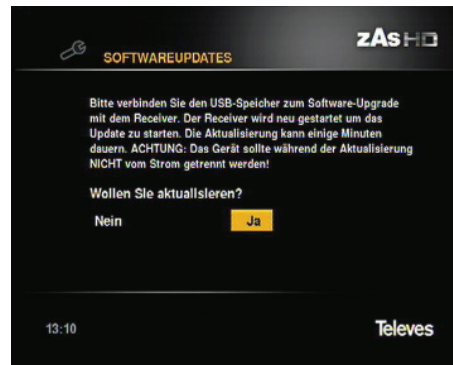 zAs HD
SOFTWAREUPDATES
Bitte verbinden Sie den USB-Speicher zum Software-Upgrade
mit dem Receiver. Der Receiver wird neu gestartet um das
Update zu starten. Die Aktualisierung kann einige Minuten
dauern. ACHTUNG: Das Gerät sollte während der Aktualisierung
NICHT vom Strom getrennt werden!
Wollen Sie aktualisieren?
Nein Ja
13:10 Televes